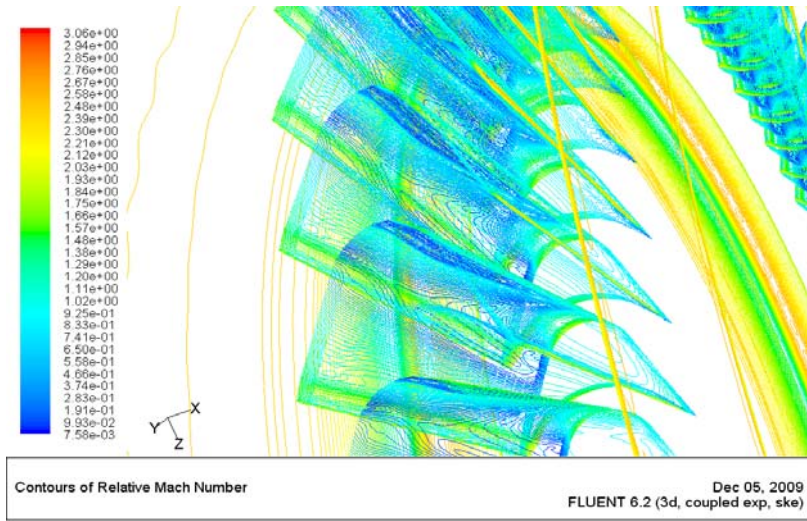 3.06e+00
2.94e+00
2.85e+00
2.76e+00
2.67e+00
2.58e+00
2.48e+00
2.39e+00
2.30e+00
2.21e+00
2.12e+00
2.03e+00
1.94e+00
1.84e+00
1.75e+00
1.66e+00
1.57e+00
1.48e+00
1.38e+00
1.29e+00
1.20e+00
1.11e+00
1.02e+00
9.25e-01
8.33e-01
7.41e-01
6.50e-01
5.58e-01
4.66e-01
3.74e-01
2.83e-01
1.91e-01
9.93e-02
7.58e-03
X
Y
Z
Contours of Relative Mach Number
Dec 05, 2009
FLUENT 6.2 (3d, coupled exp, ske)